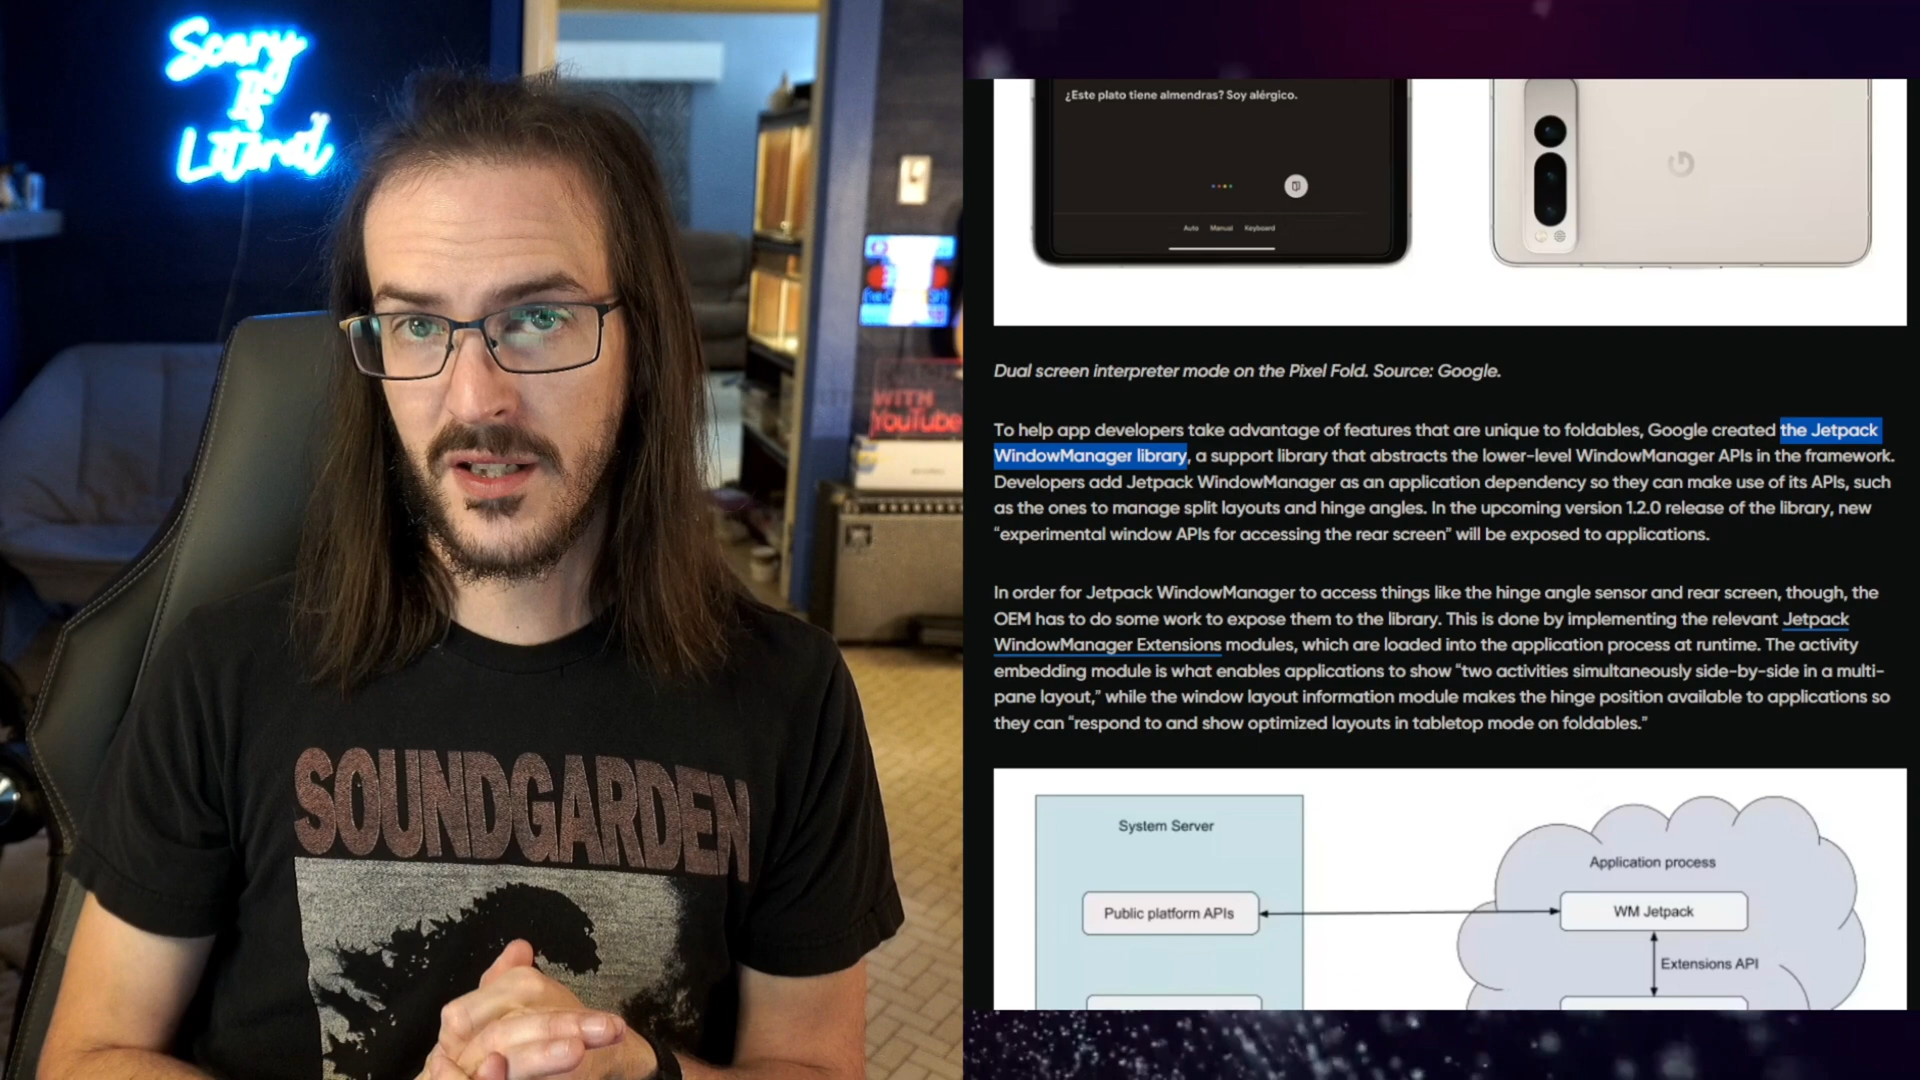 Scary
Is
Literal
WITH
YouTube
SOUNDGARDEN
¿Este plato tiene almendras? Soy alérgico.
Auto Manual Keyboard
Dual screen interpreter mode on the Pixel Fold. Source: Google.
To help app developers take advantage of features that are unique to foldables, Google created the Jetpack
WindowManager library, a support library that abstracts the lower-level WindowManager APIs in the framework.
Developers add Jetpack WindowManager as an application dependency so they can make use of its APIs, such
as the ones to manage split layouts and hinge angles. In the upcoming version 1.2.0 release of the library, new
“experimental window APIs for accessing the rear screen” will be exposed to applications.
In order for Jetpack WindowManager to access things like the hinge angle sensor and rear screen, though, the
OEM has to do some work to expose them to the library. This is done by implementing the relevant Jetpack
WindowManager Extensions modules, which are loaded into the application process at runtime. The activity
embedding module is what enables applications to show “two activities simultaneously side-by-side in a multi-
pane layout,” while the window layout information module makes the hinge position available to applications so
they can “respond to and show optimized layouts in tabletop mode on foldables.”
System Server
Application process
Public platform APIs
WM Jetpack
Extensions API